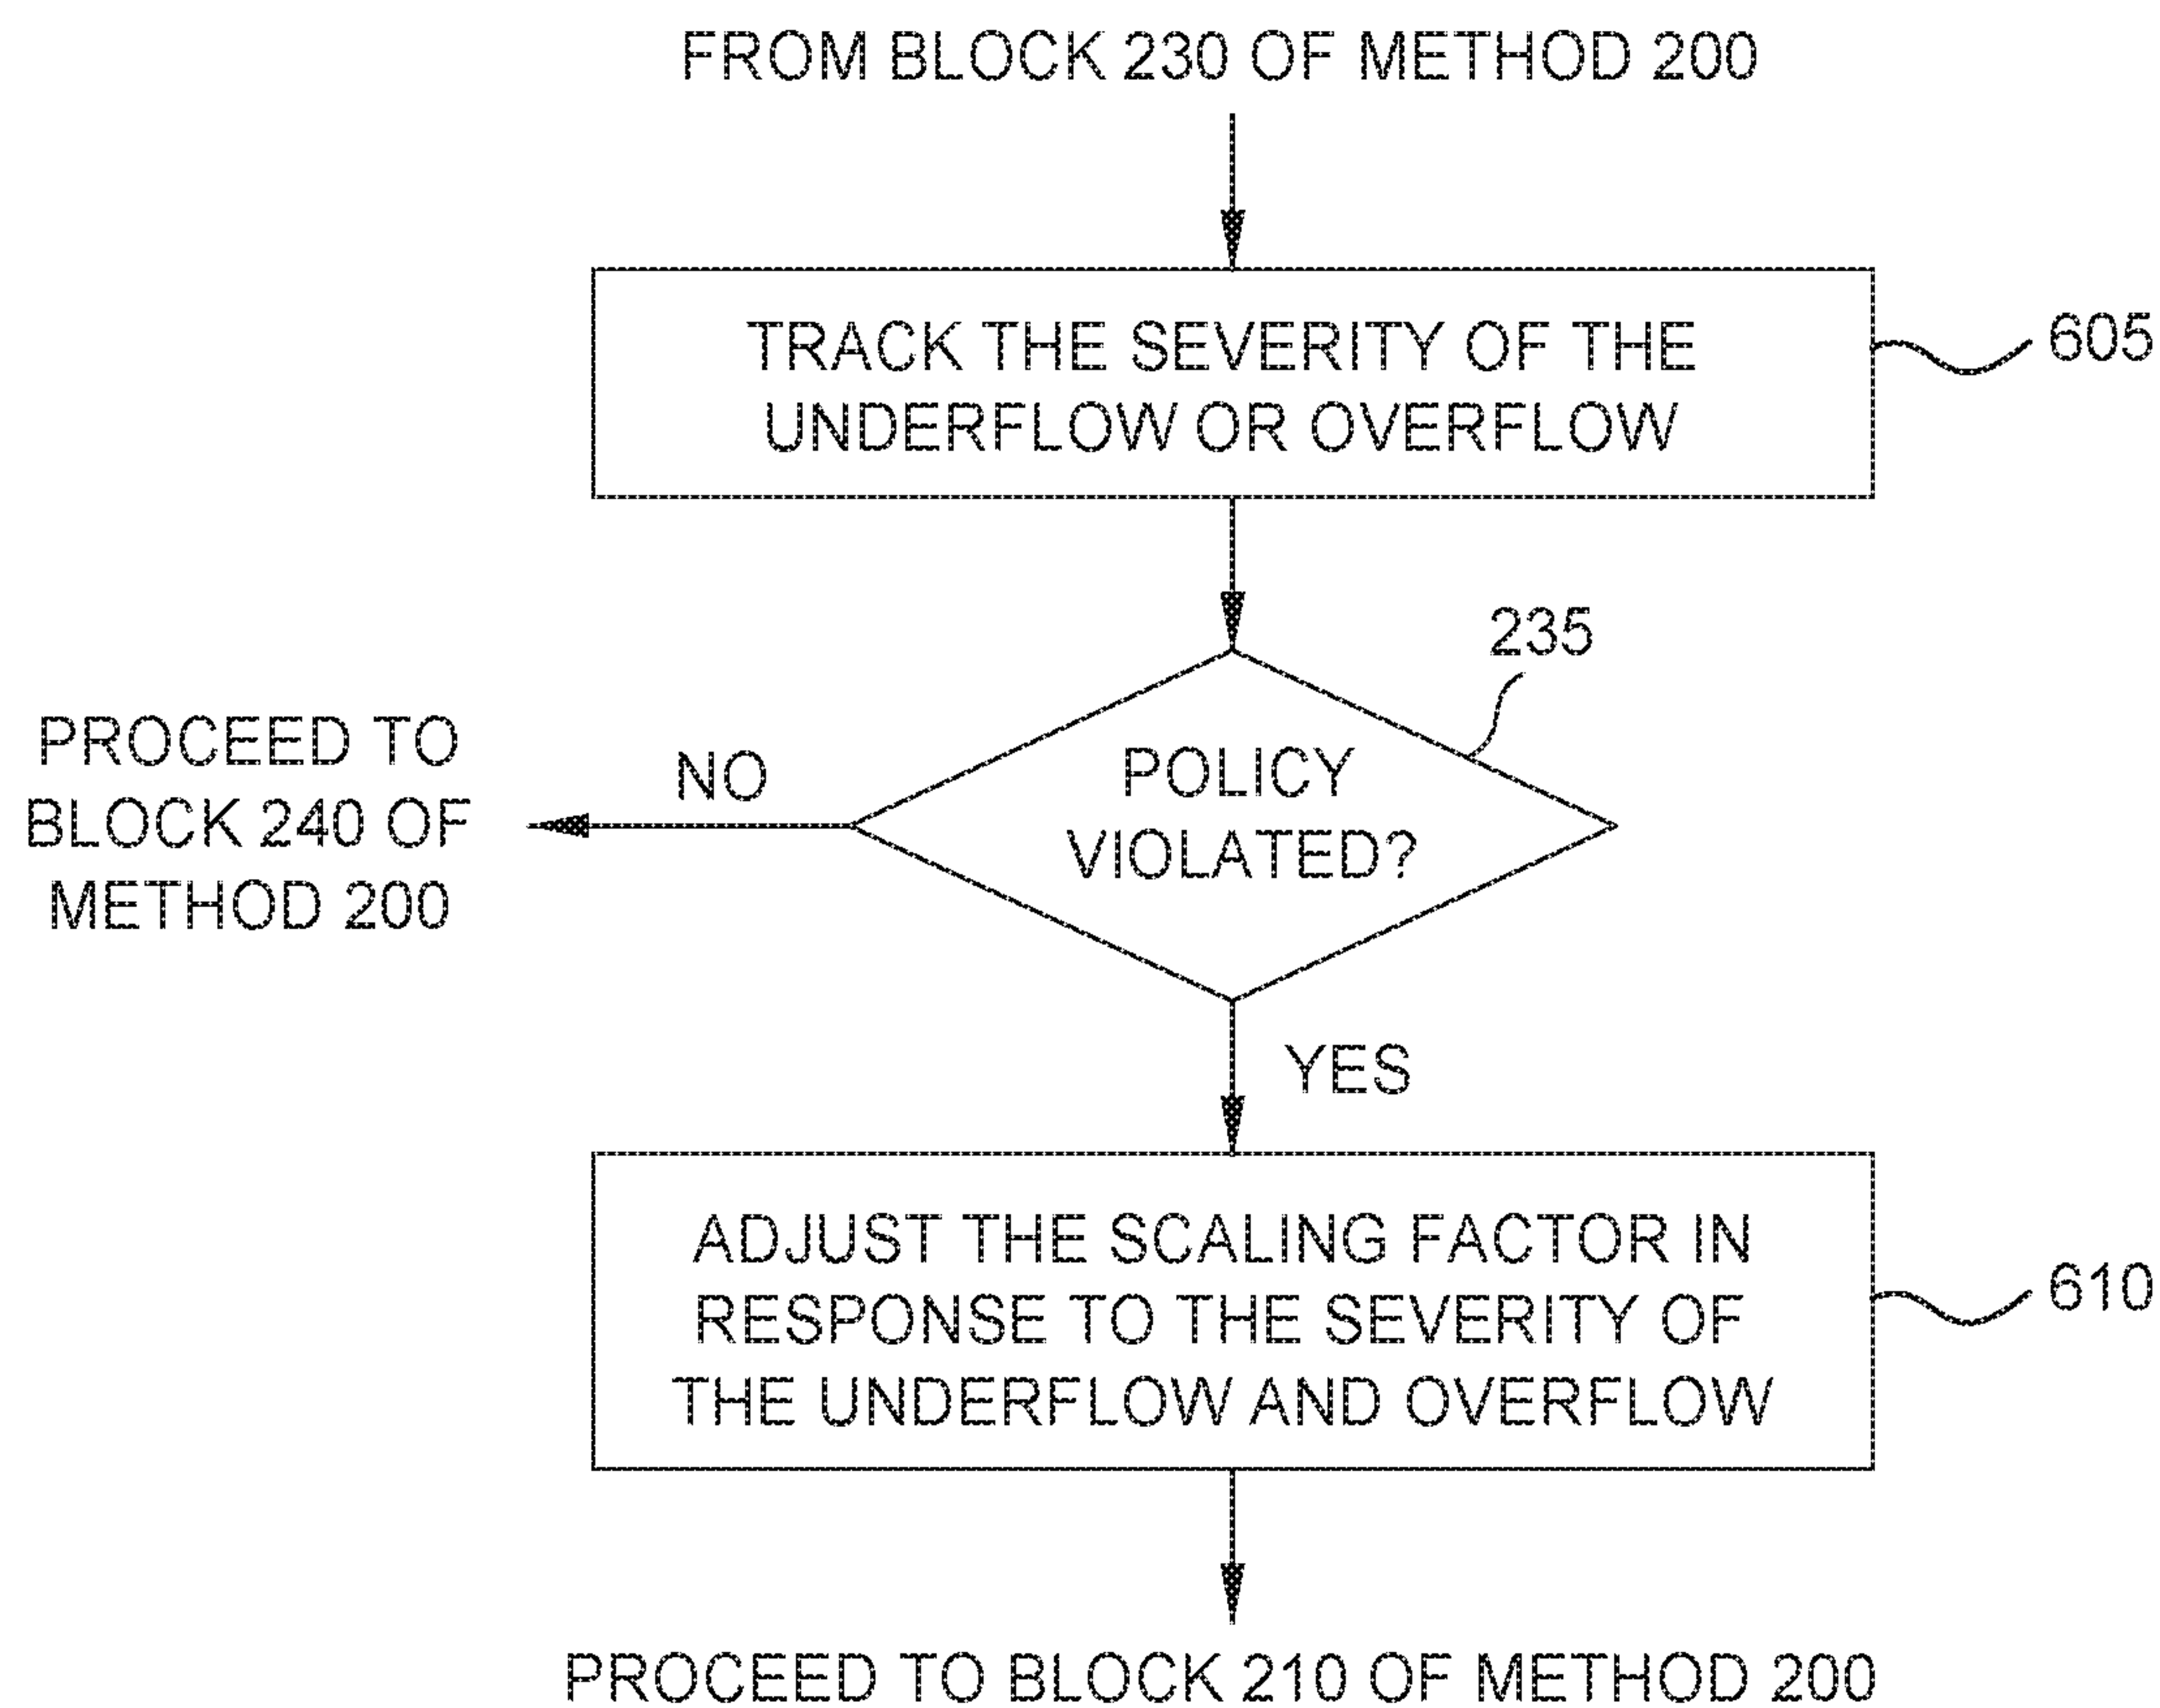 FROM BLOCK 230 OF METHOD 200
TRACK THE SEVERITY OF THE
UNDERFLOW OR OVERFLOW
605
235
POLICY
VIOLATED?
NO
PROCEED TO
BLOCK 240 OF
METHOD 200
YES
ADJUST THE SCALING FACTOR IN
RESPONSE TO THE SEVERITY OF
THE UNDERFLOW AND OVERFLOW
610
PROCEED TO BLOCK 210 OF METHOD 200